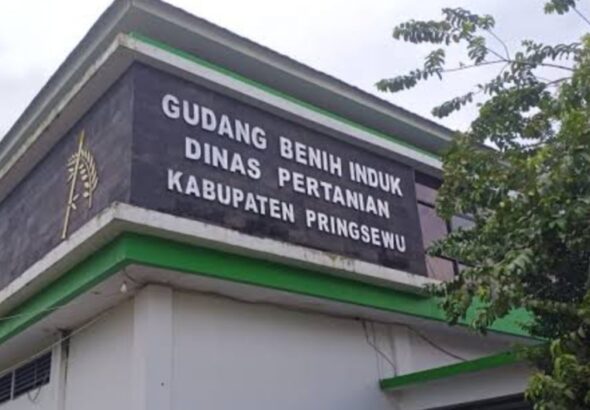 GUDANG BENIH INDUK
DINAS PERTANIAN
KABUPATEN PRINGSEWU